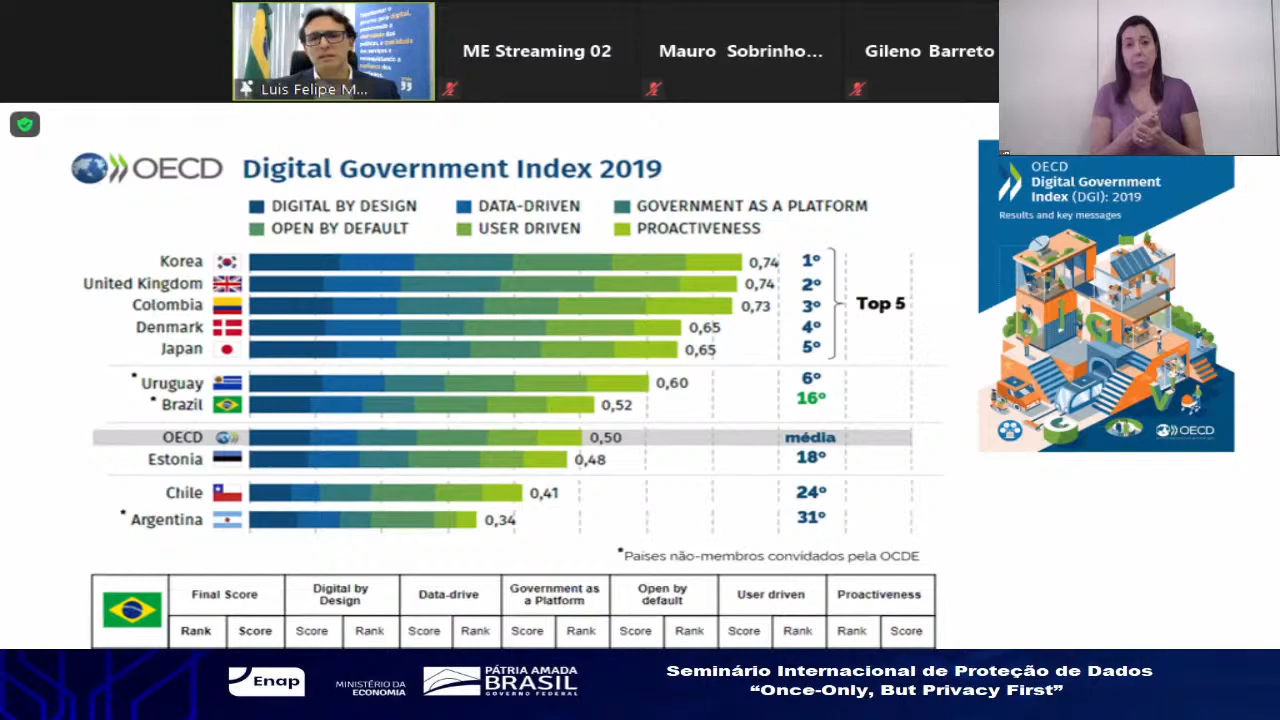 ME Streaming 02
Mauro Sobrinho...
Gileno Barreto
Luis Felipe M...
OECD
Digital Government Index 2019
DIGITAL BY DESIGN
DATA-DRIVEN
GOVERNMENT AS A PLATFORM
OPEN BY DEFAULT
USER DRIVEN
PROACTIVENESS
Korea 0,74 1º
United Kingdom 0,74 2º
Colombia 0,73 3º
Denmark 0,65 4º
Japan 0,65 5º
Top 5
* Uruguay 0,60 6º
* Brazil 0,52 16º
OECD 0,50 média
Estonia 0,48 18º
Chile 0,41 24º
* Argentina 0,34 31º
*Países não-membros convidados pela OCDE
Final Score
Digital by Design
Data-drive
Government as a Platform
Open by default
User driven
Proactiveness
Rank Score Score Rank Score Rank Score Rank Score Rank Score Rank Rank Score
OECD
Digital Government
Index (DGI): 2019
Results and key messages
OECD
Enap
MINISTÉRIO DA
ECONOMIA
PÁTRIA AMADA
BRASIL
GOVERNO FEDERAL
Seminário Internacional de Proteção de Dados
“Once-Only, But Privacy First”